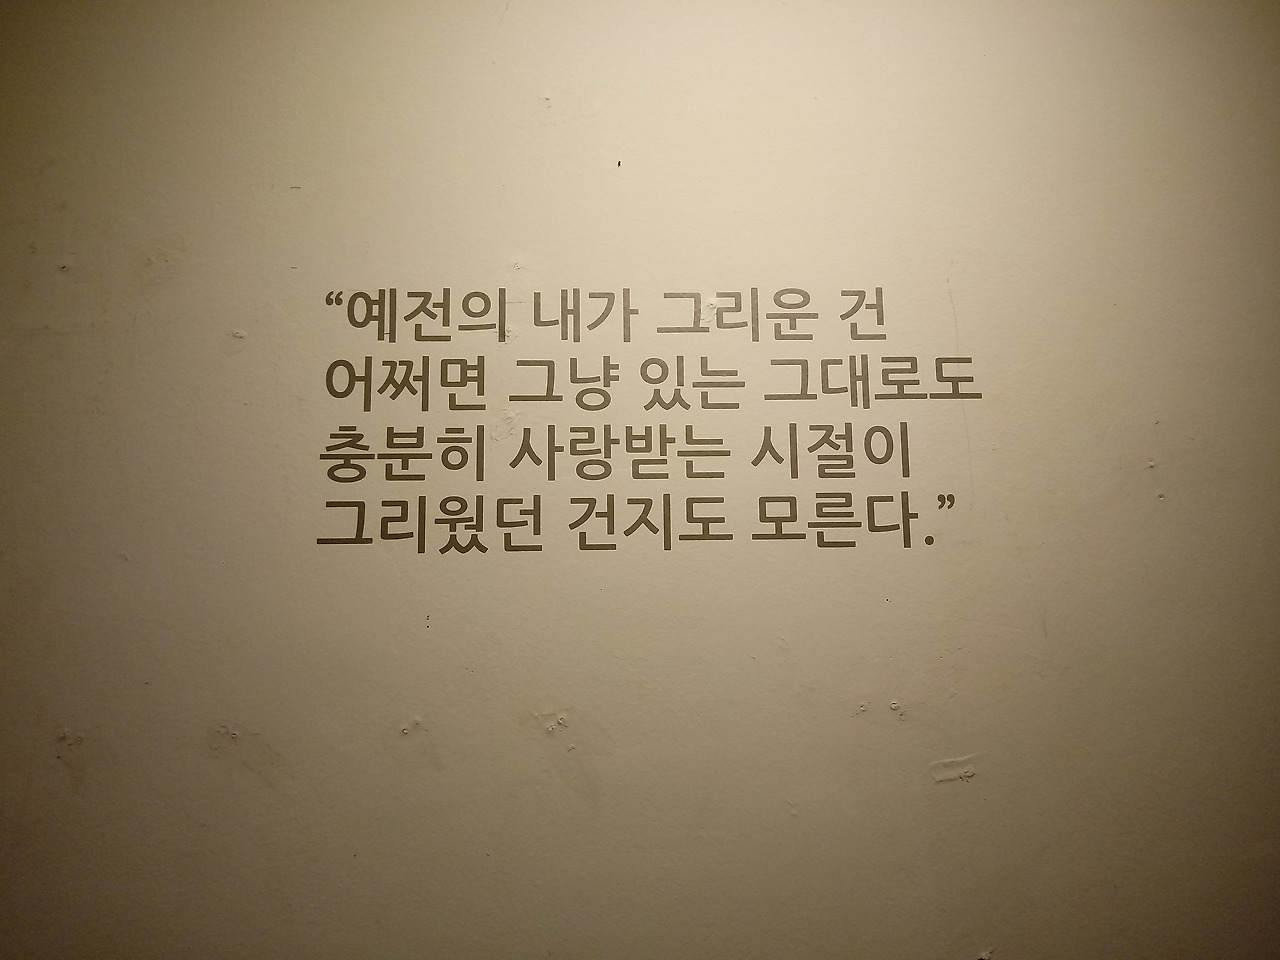 “예전의 내가 그리운 건
어쩌면 그냥 있는 그대로도
충분히 사랑받는 시절이
그리웠던 건지도 모른다.”